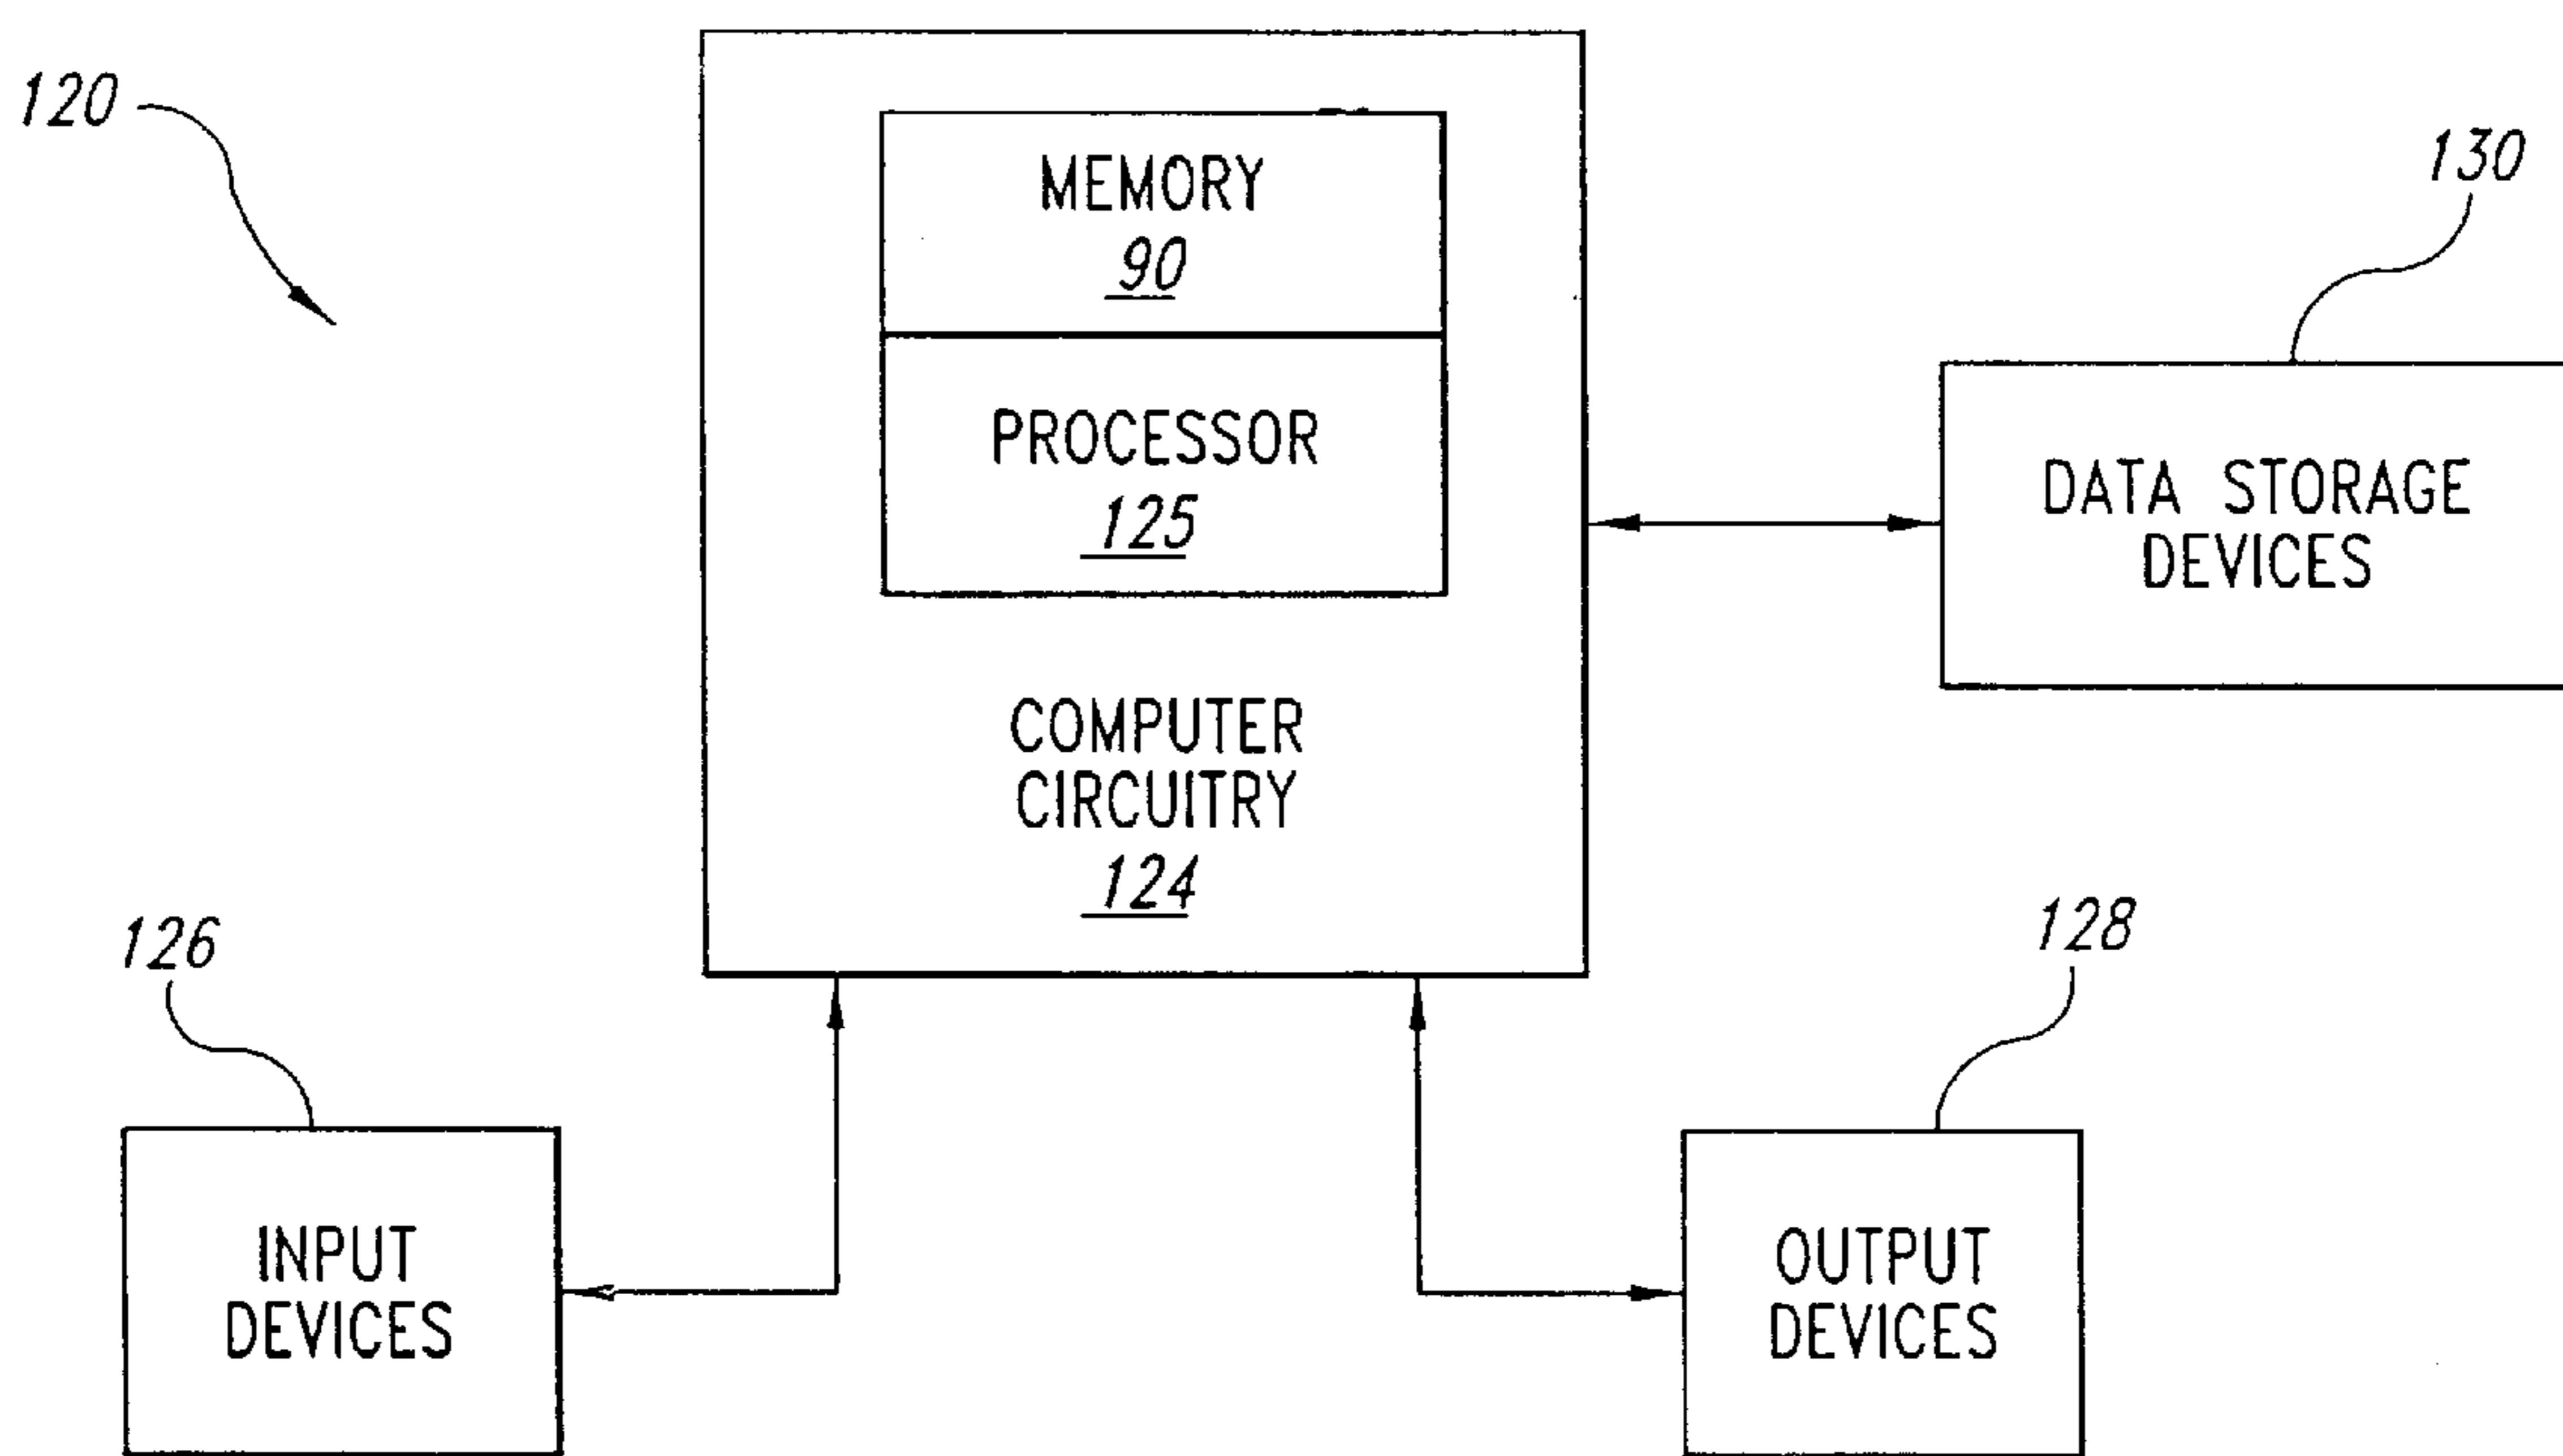 120
MEMORY
90
130
PROCESSOR
125
DATA STORAGE
DEVICES
COMPUTER
CIRCUITRY
124
126
128
INPUT
DEVICES
OUTPUT
DEVICES